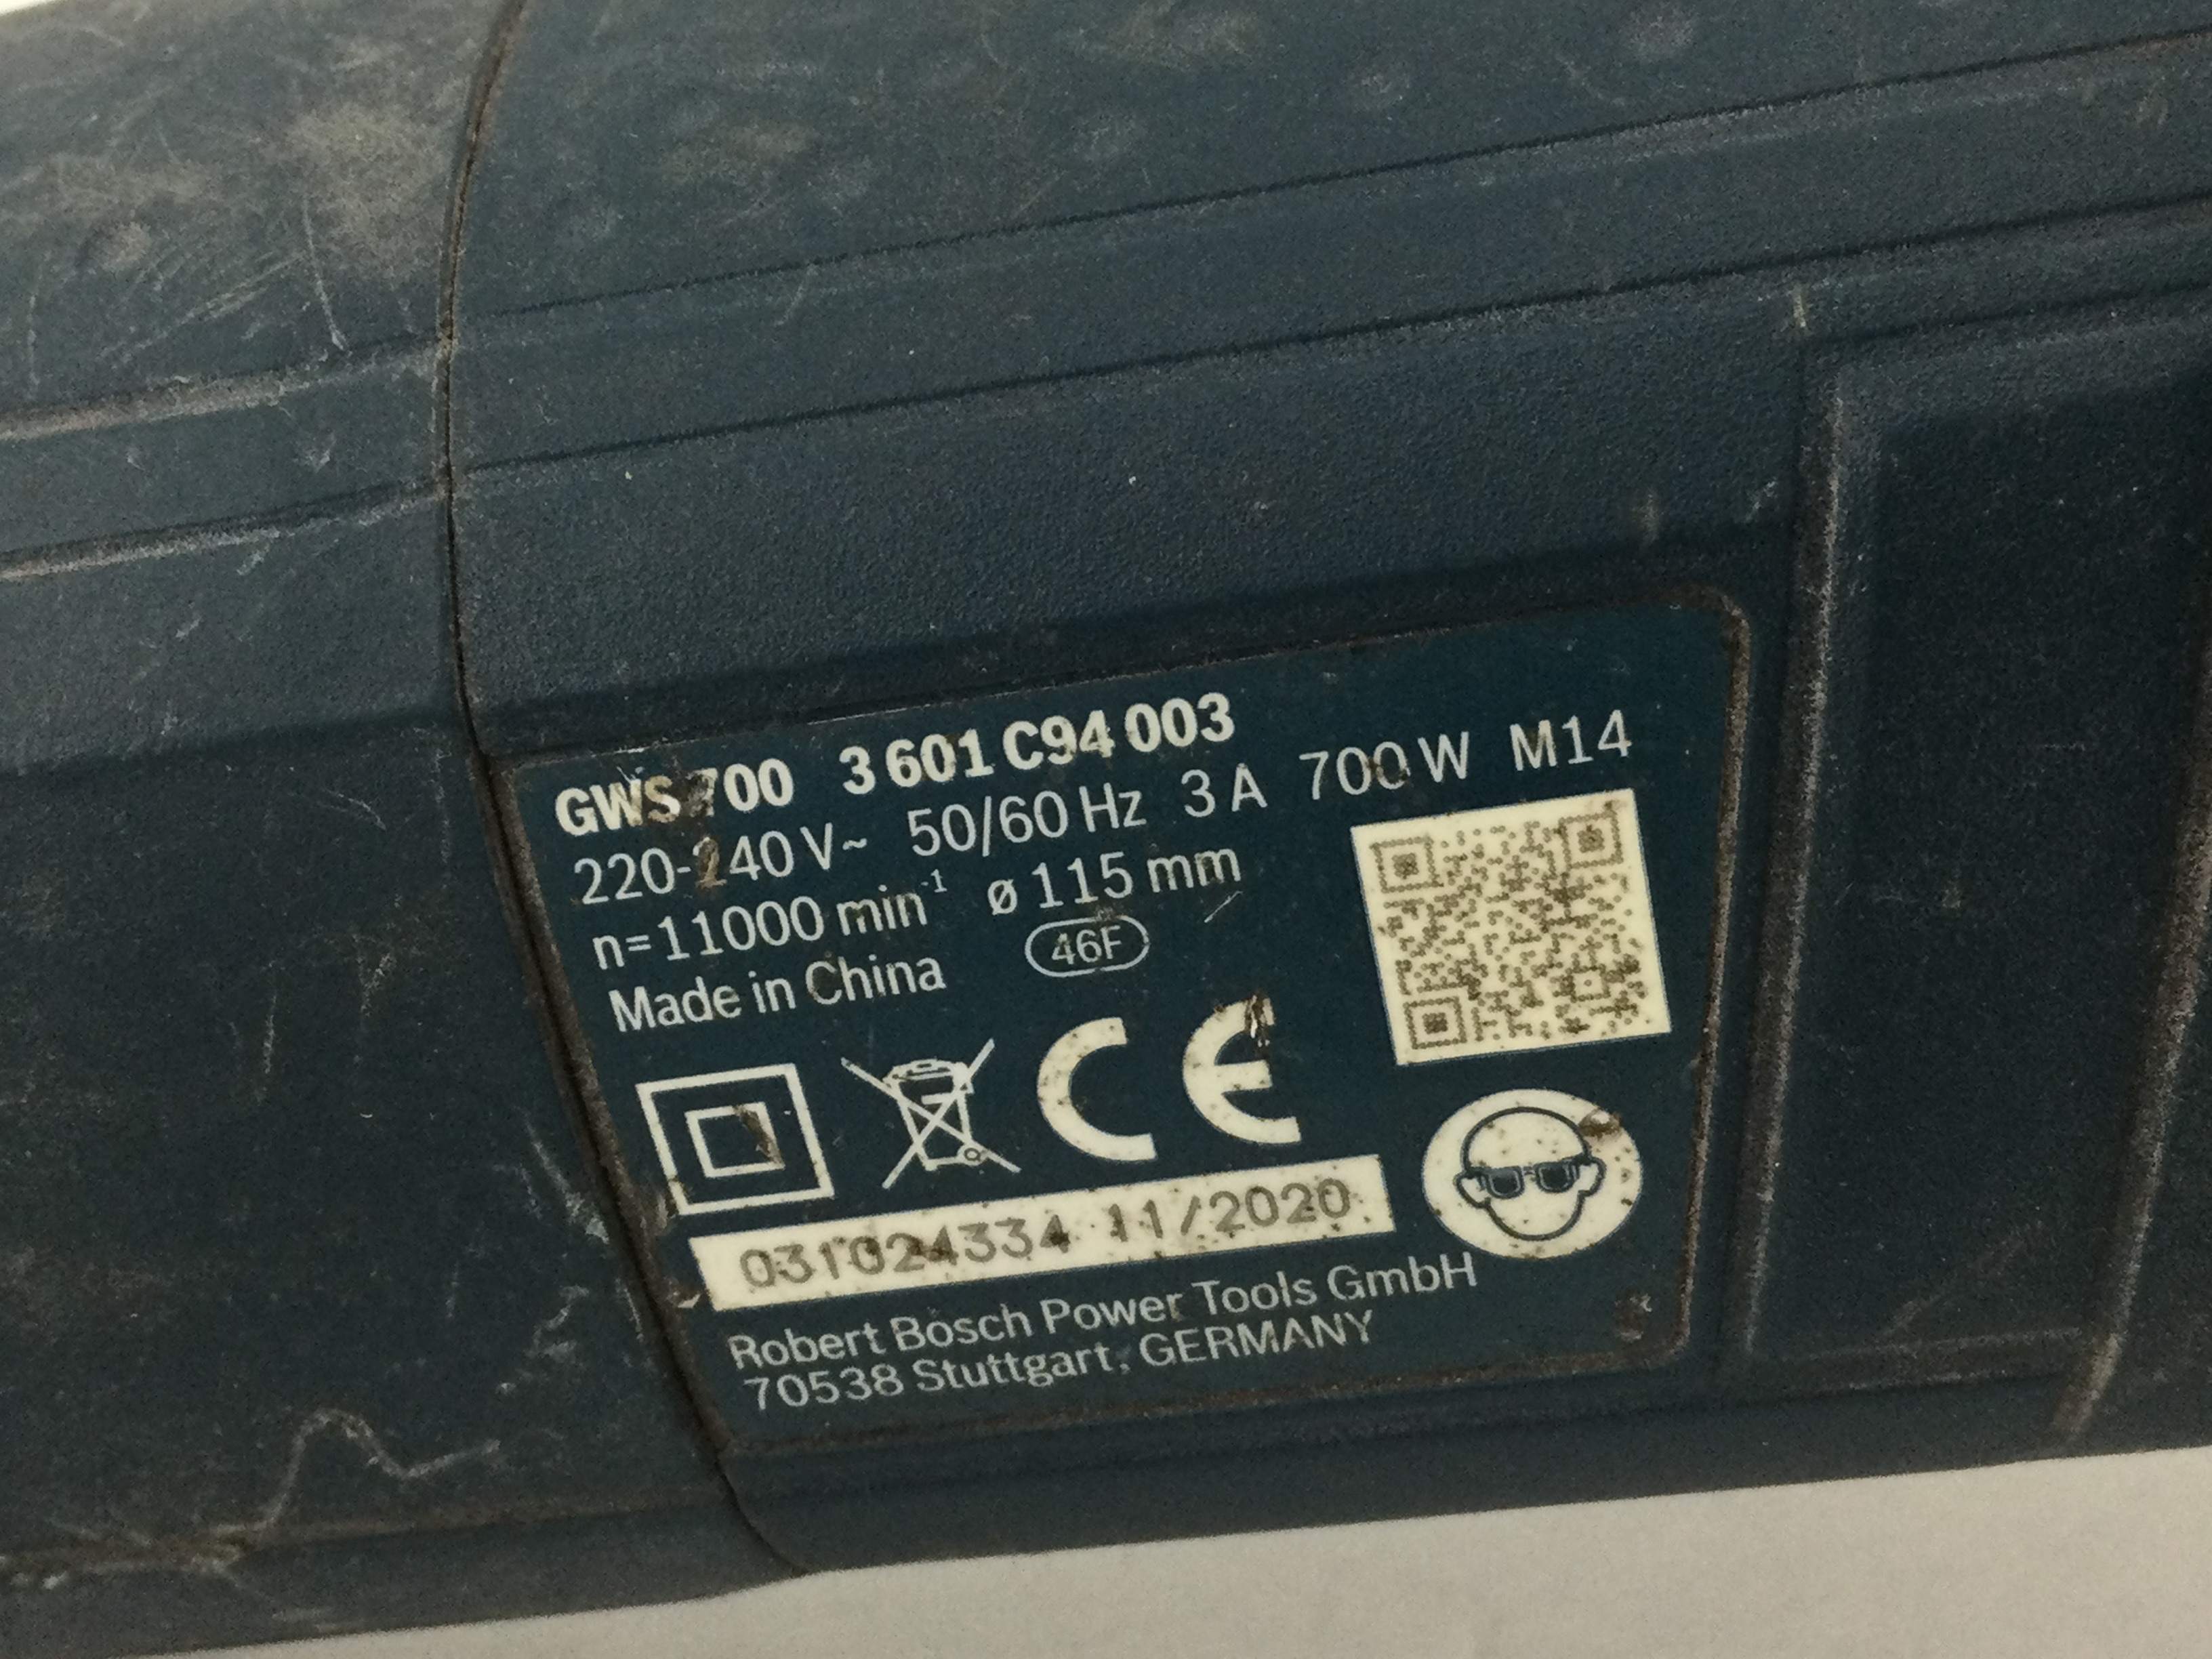 GWS 700 3 601 C94 003
220-240 V~ 50/60 Hz 3 A 700 W M14
n=11000 min⁻¹ ø 115 mm
Made in China 46F
CE
031024334 11/2020
Robert Bosch Power Tools GmbH
70538 Stuttgart, GERMANY